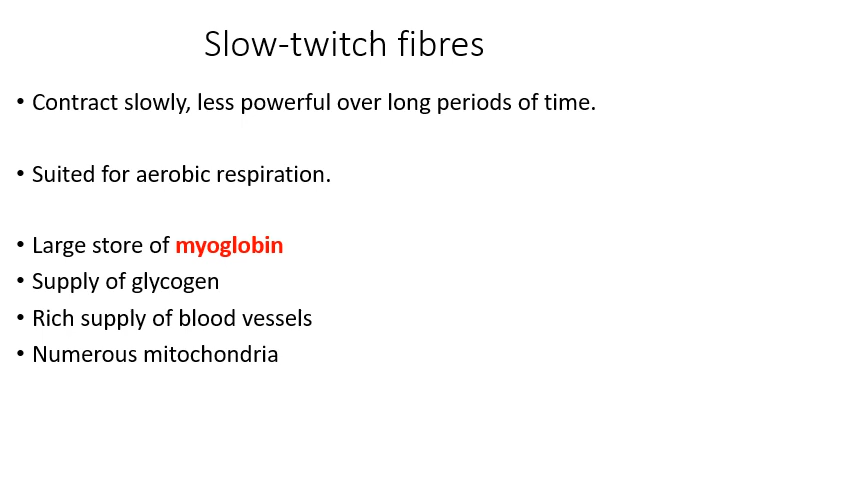 Slow-twitch fibres
• Contract slowly, less powerful over long periods of time.
• Suited for aerobic respiration.
• Large store of myoglobin
• Supply of glycogen
• Rich supply of blood vessels
• Numerous mitochondria